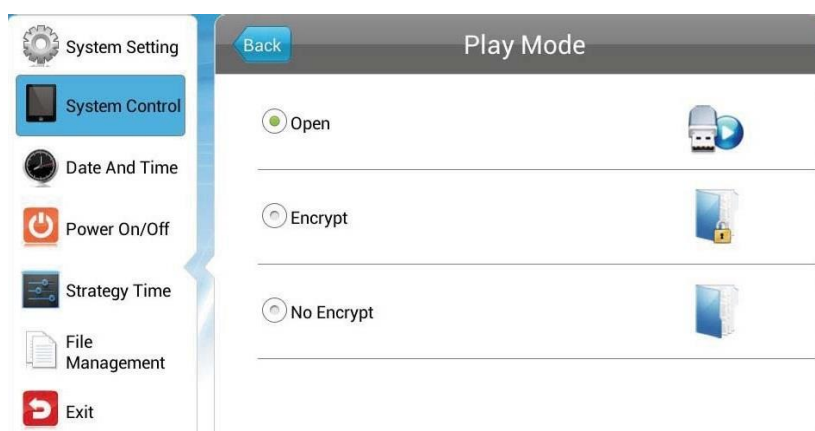 System Setting
System Control
Date And Time
Power On/Off
Strategy Time
File
Management
Exit
Back
Play Mode
Open
Encrypt
No Encrypt